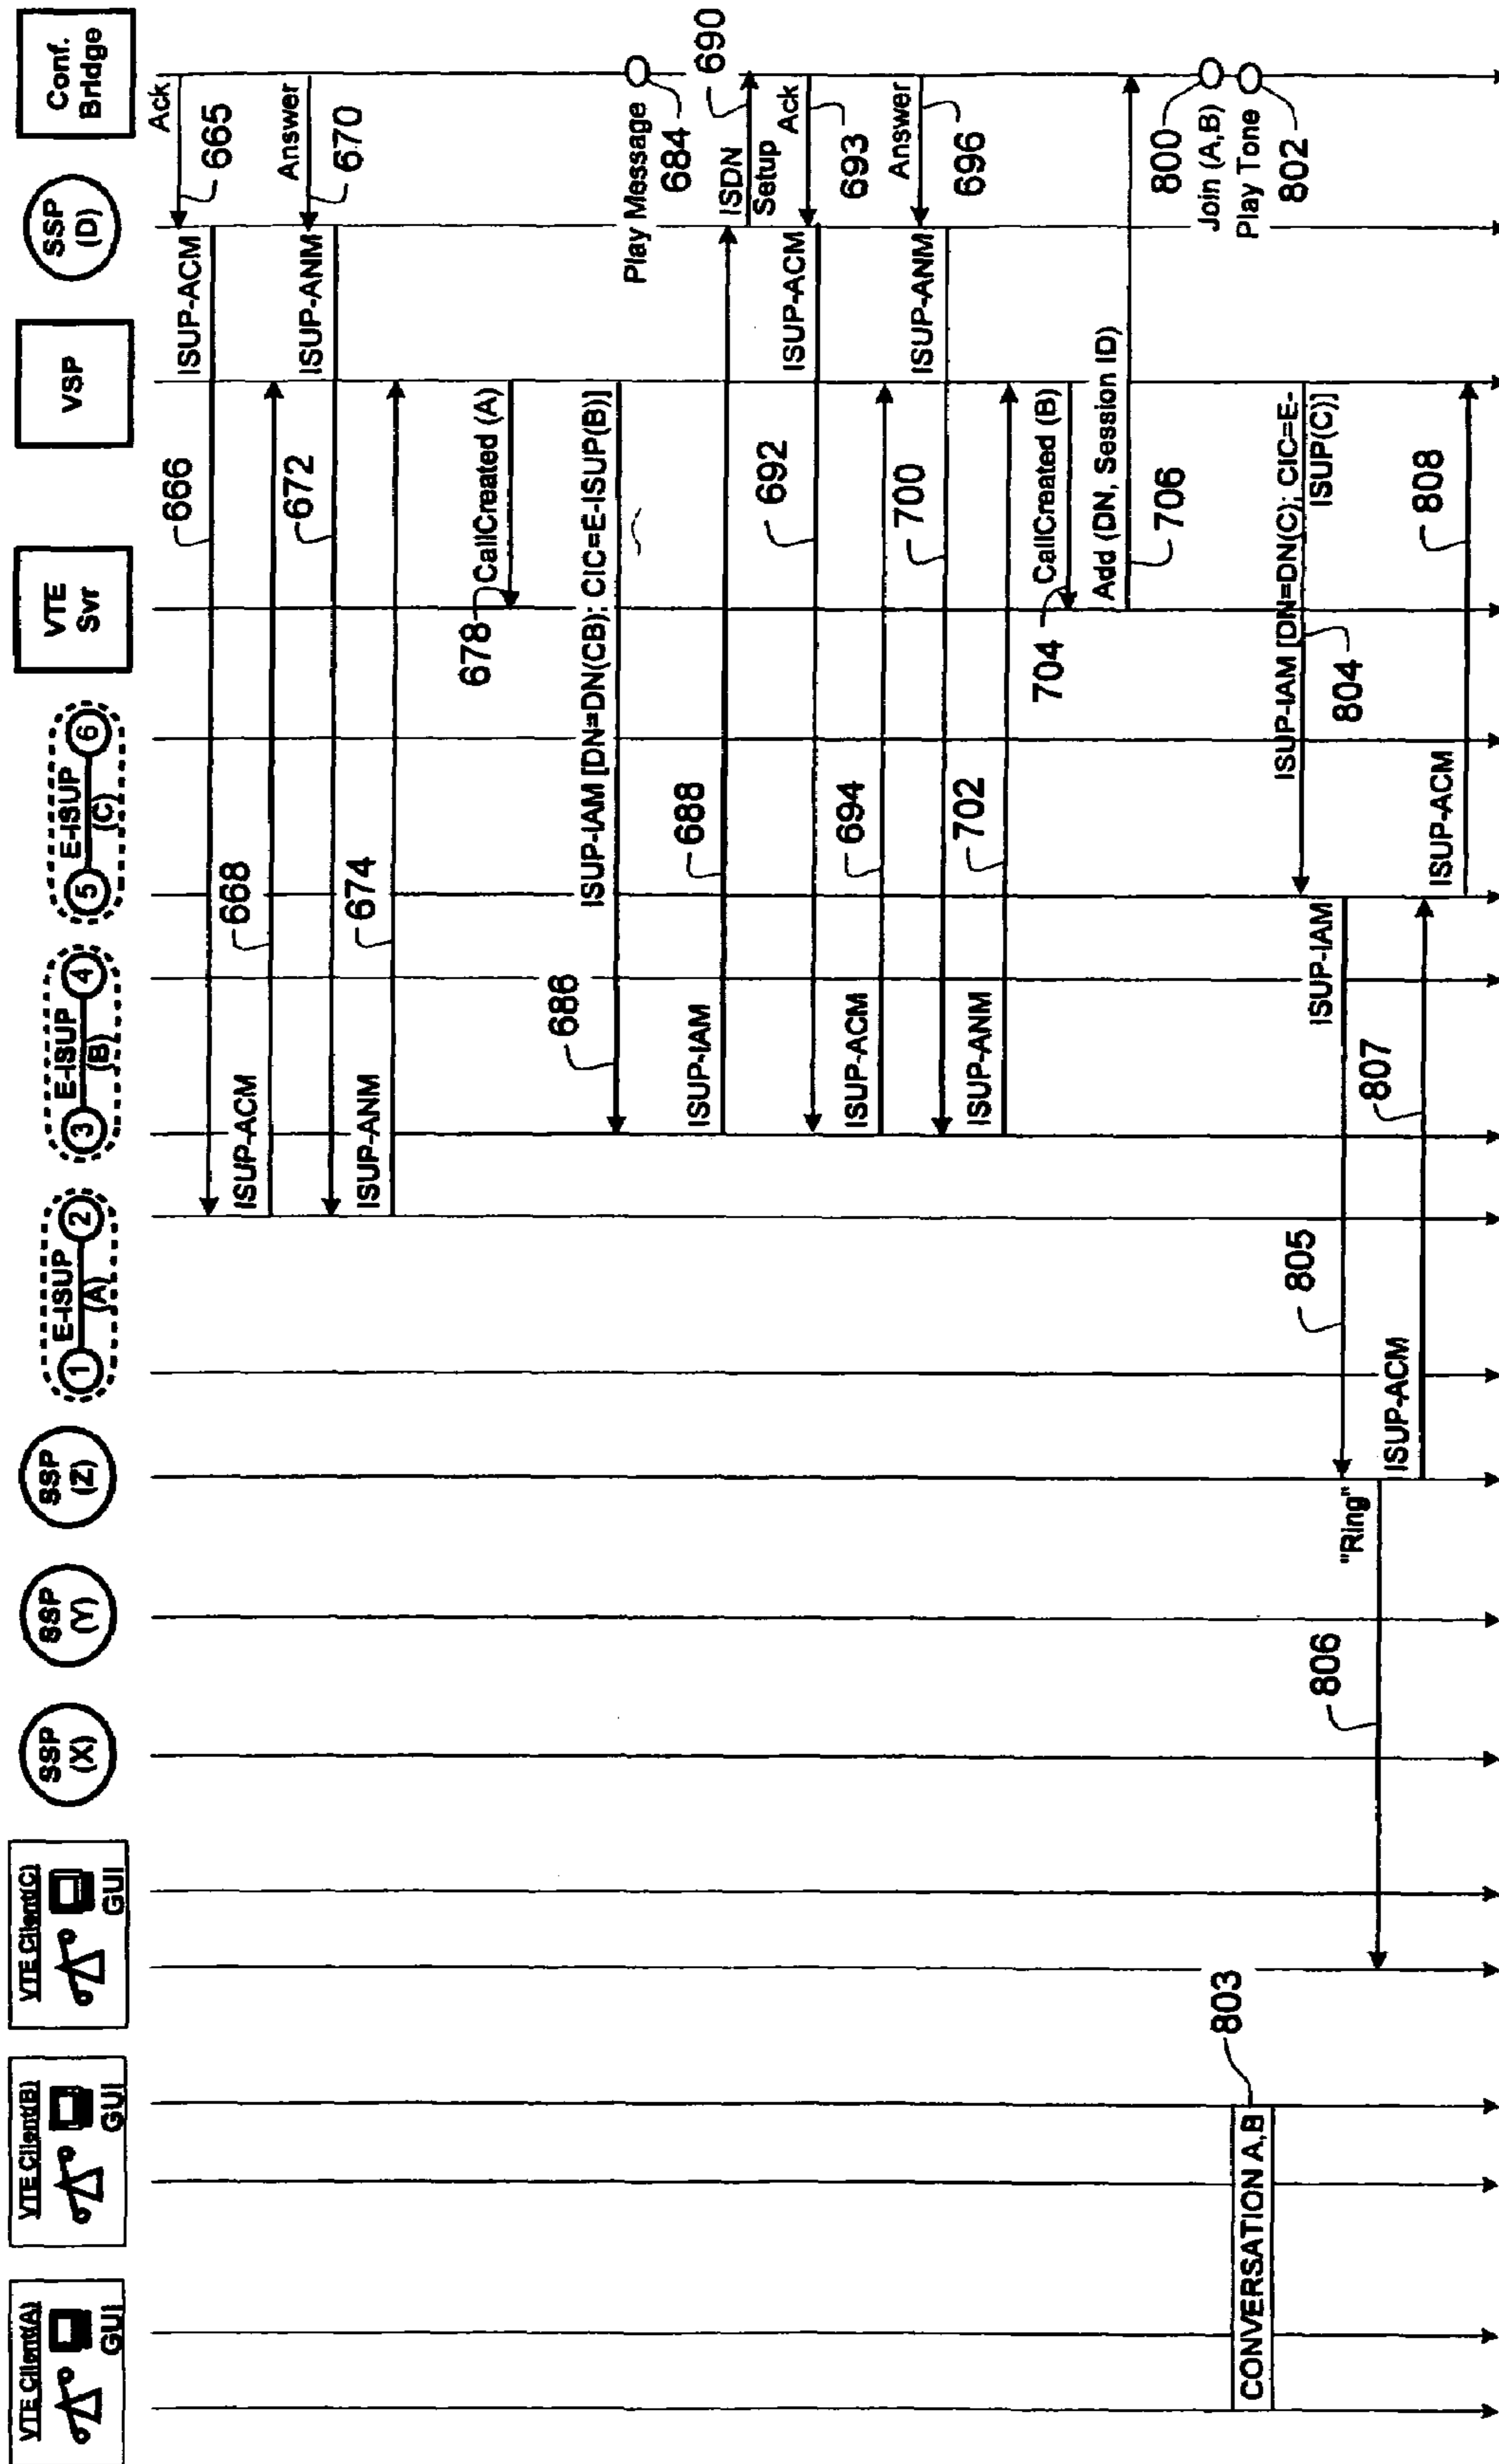 VTE Client(A)
GUI
VTE Client(B)
GUI
VTE Client(C)
GUI
SSP
(X)
SSP
(Y)
SSP
(Z)
1
E-ISUP
(A)
2
3
E-ISUP
(B)
4
5
E-ISUP
(C)
6
VTE
Svr
VSP
SSP
(D)
Conf.
Bridge
Ack
665
ISUP-ACM
666
ISUP-ACM
668
Answer
670
ISUP-ANM
672
ISUP-ANM
674
678
CallCreated (A)
ISUP-IAM [DN=DN(CB); CIC=E-ISUP(B)]
686
Play Message
684
ISUP-IAM
688
ISDN
Setup
690
Ack
693
ISUP-ACM
692
ISUP-ACM
694
Answer
696
ISUP-ANM
700
ISUP-ANM
702
704
CallCreated (B)
Add (DN, Session ID)
706
800
Join (A,B)
Play Tone
802
CONVERSATION A,B
803
ISUP-IAM [DN=DN(C); CIC=E-
ISUP(C)]
804
ISUP-IAM
805
"Ring"
806
ISUP-ACM
807
ISUP-ACM
808